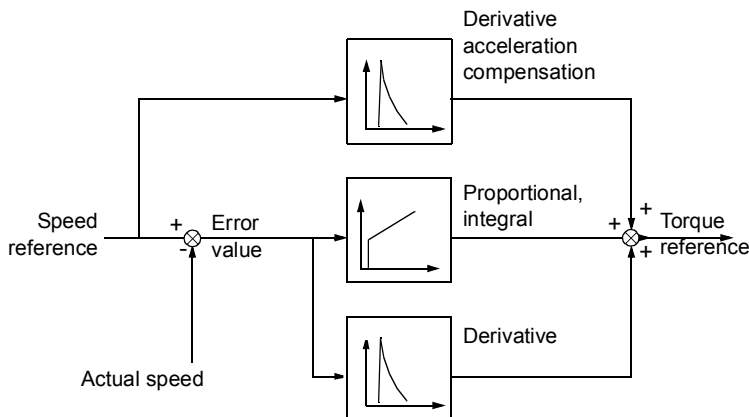 Derivative
acceleration
compensation
Proportional,
integral
Speed
reference
+
-
Error
value
+
+
+
Torque
reference
Derivative
Actual speed